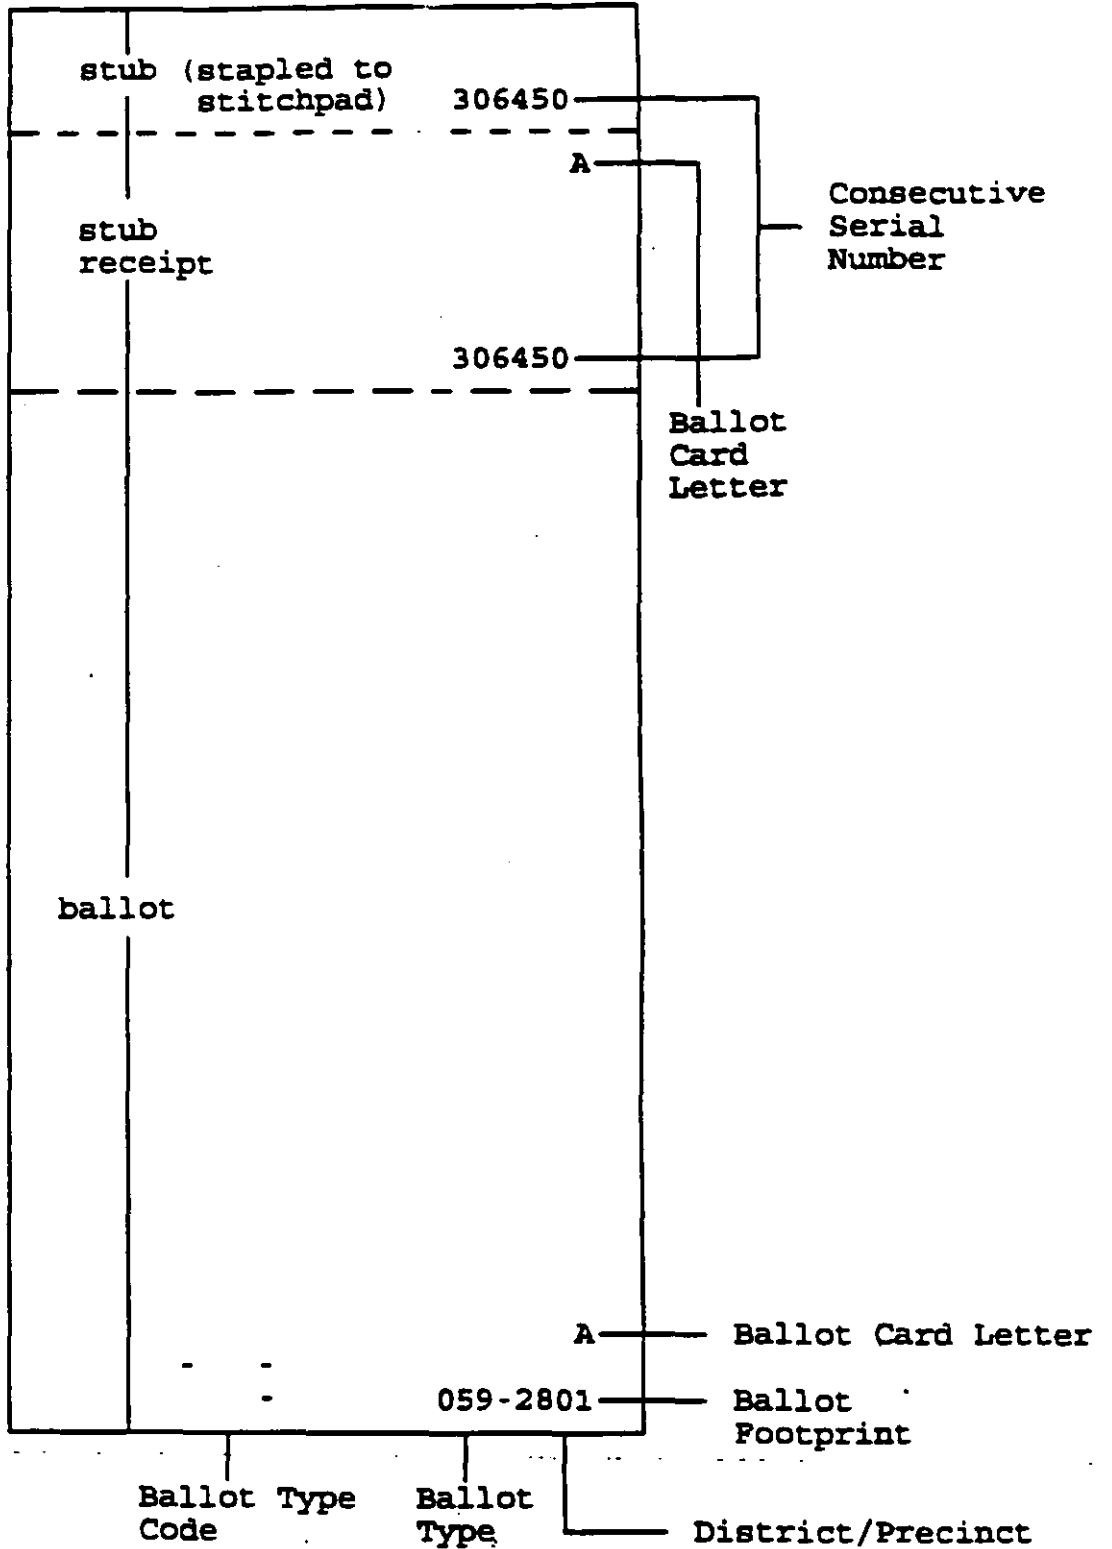 stub (stapled to
stitchpad)
306450
A
Consecutive
Serial
Number
stub
receipt
306450
Ballot
Card
Letter
ballot
A
Ballot Card Letter
059-2801
Ballot
Footprint
Ballot Type
Code
Ballot
Type
District/Precinct